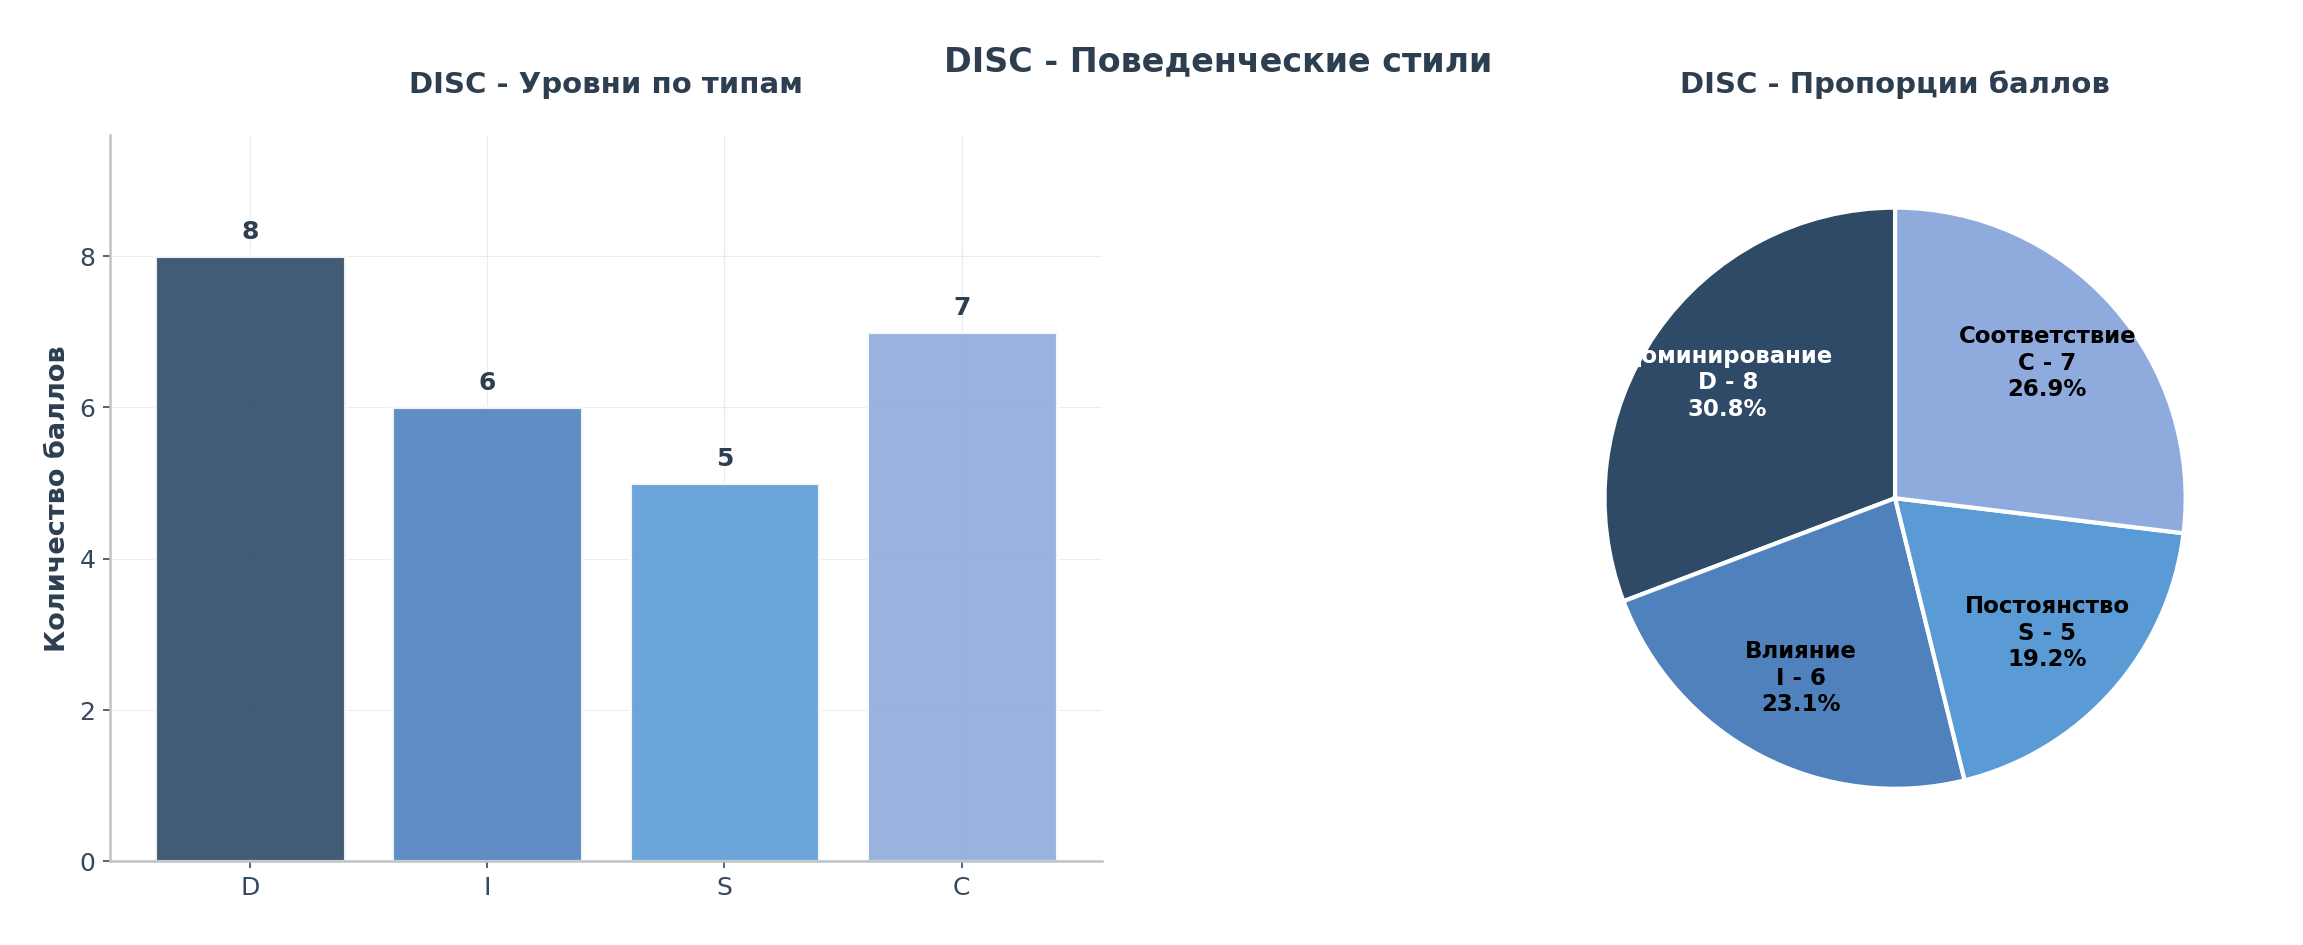 DISC - Поведенческие стили
DISC - Уровни по типам
Количество баллов
8
6
4
2
0
8
6
5
7
D
I
S
C
DISC - Пропорции баллов
оминирование
D - 8
30.8%
Соответствие
C - 7
26.9%
Влияние
I - 6
23.1%
Постоянство
S - 5
19.2%